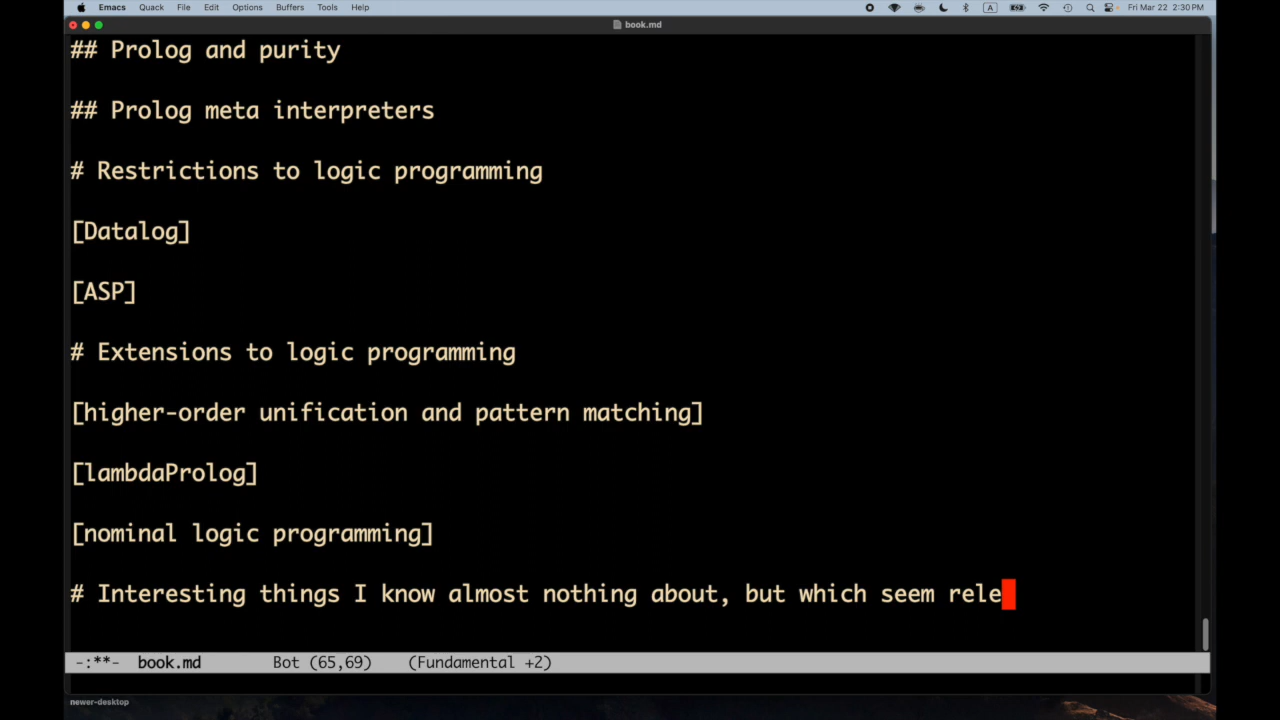 Emacs Quack File Edit Options Buffers Tools Help A Fri Mar 22 2:30 PM
book.md
## Prolog and purity
## Prolog meta interpreters
# Restrictions to logic programming
[Datalog]
[ASP]
# Extensions to logic programming
[higher-order unification and pattern matching]
[lambdaProlog]
[nominal logic programming]
# Interesting things I know almost nothing about, but which seem rele
-:**- book.md Bot (65,69) (Fundamental +2)
newer-desktop